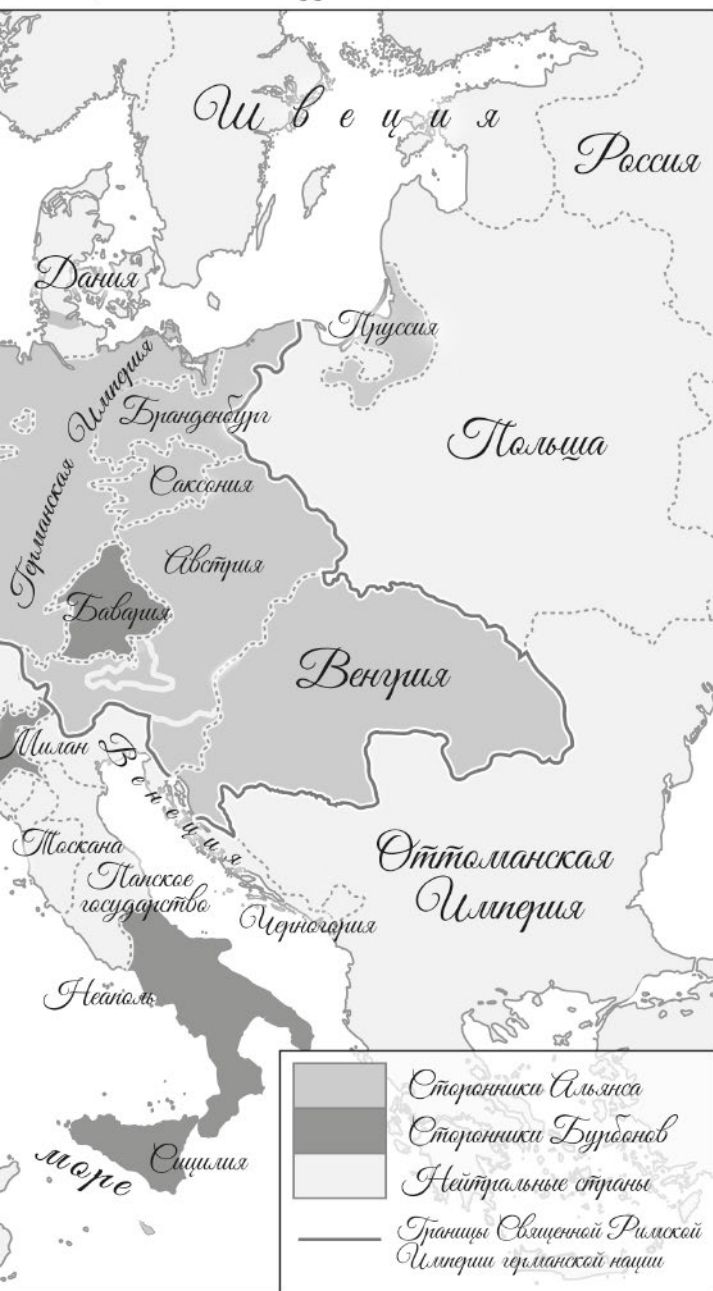 Швеция
Россия
Дания
Пруссия
Германская Империя
Бранденбург
Польша
Саксония
Австрия
Бавария
Венгрия
Милан
Венеция
Тоскана
Папское
государство
Оттоманская
Империя
Черногория
Неаполь
Сицилия
море
Сторонники Альянса
Сторонники Бурбонов
Нейтральные страны
Границы Священной Римской
Империи германской нации